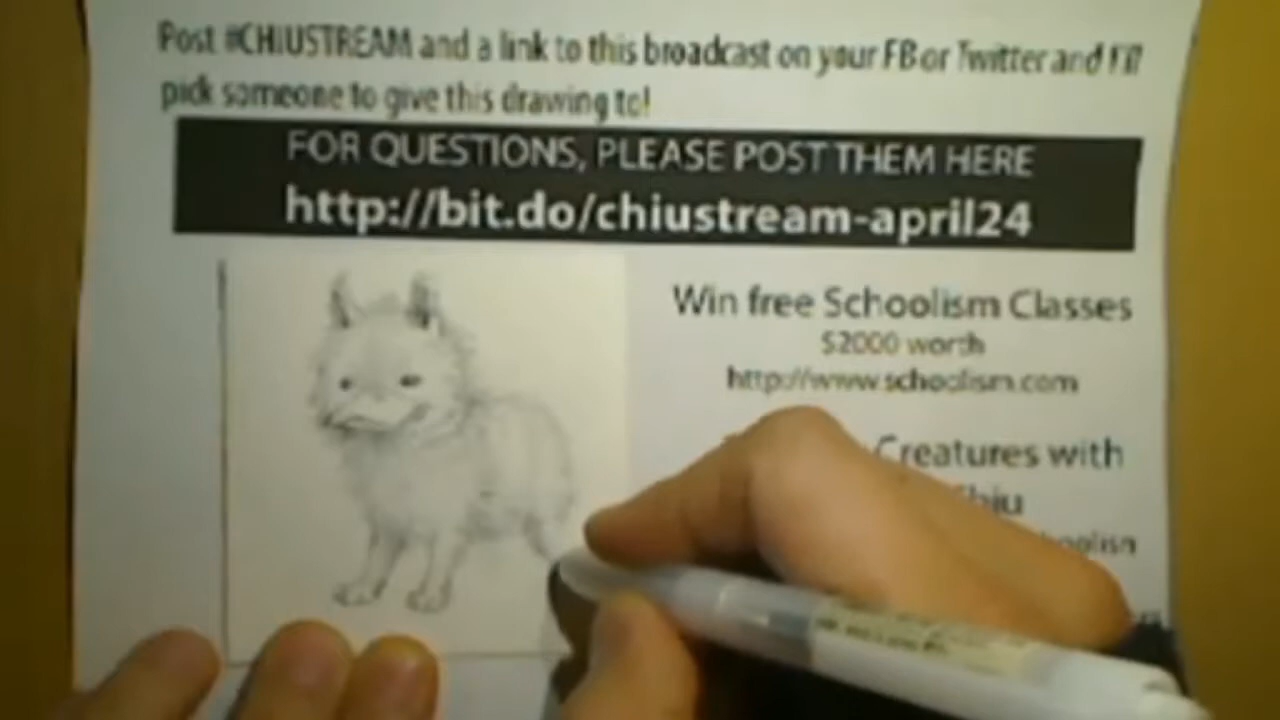 Post #CHIUSTREAM and a link to this broadcast on your FB or Twitter and I'll
pick someone to give this drawing to!
FOR QUESTIONS, PLEASE POST THEM HERE
http://bit.do/chiustream-april24
Win free Schoolism Classes
$2000 worth
http://www.schoolism.com
Creatures with